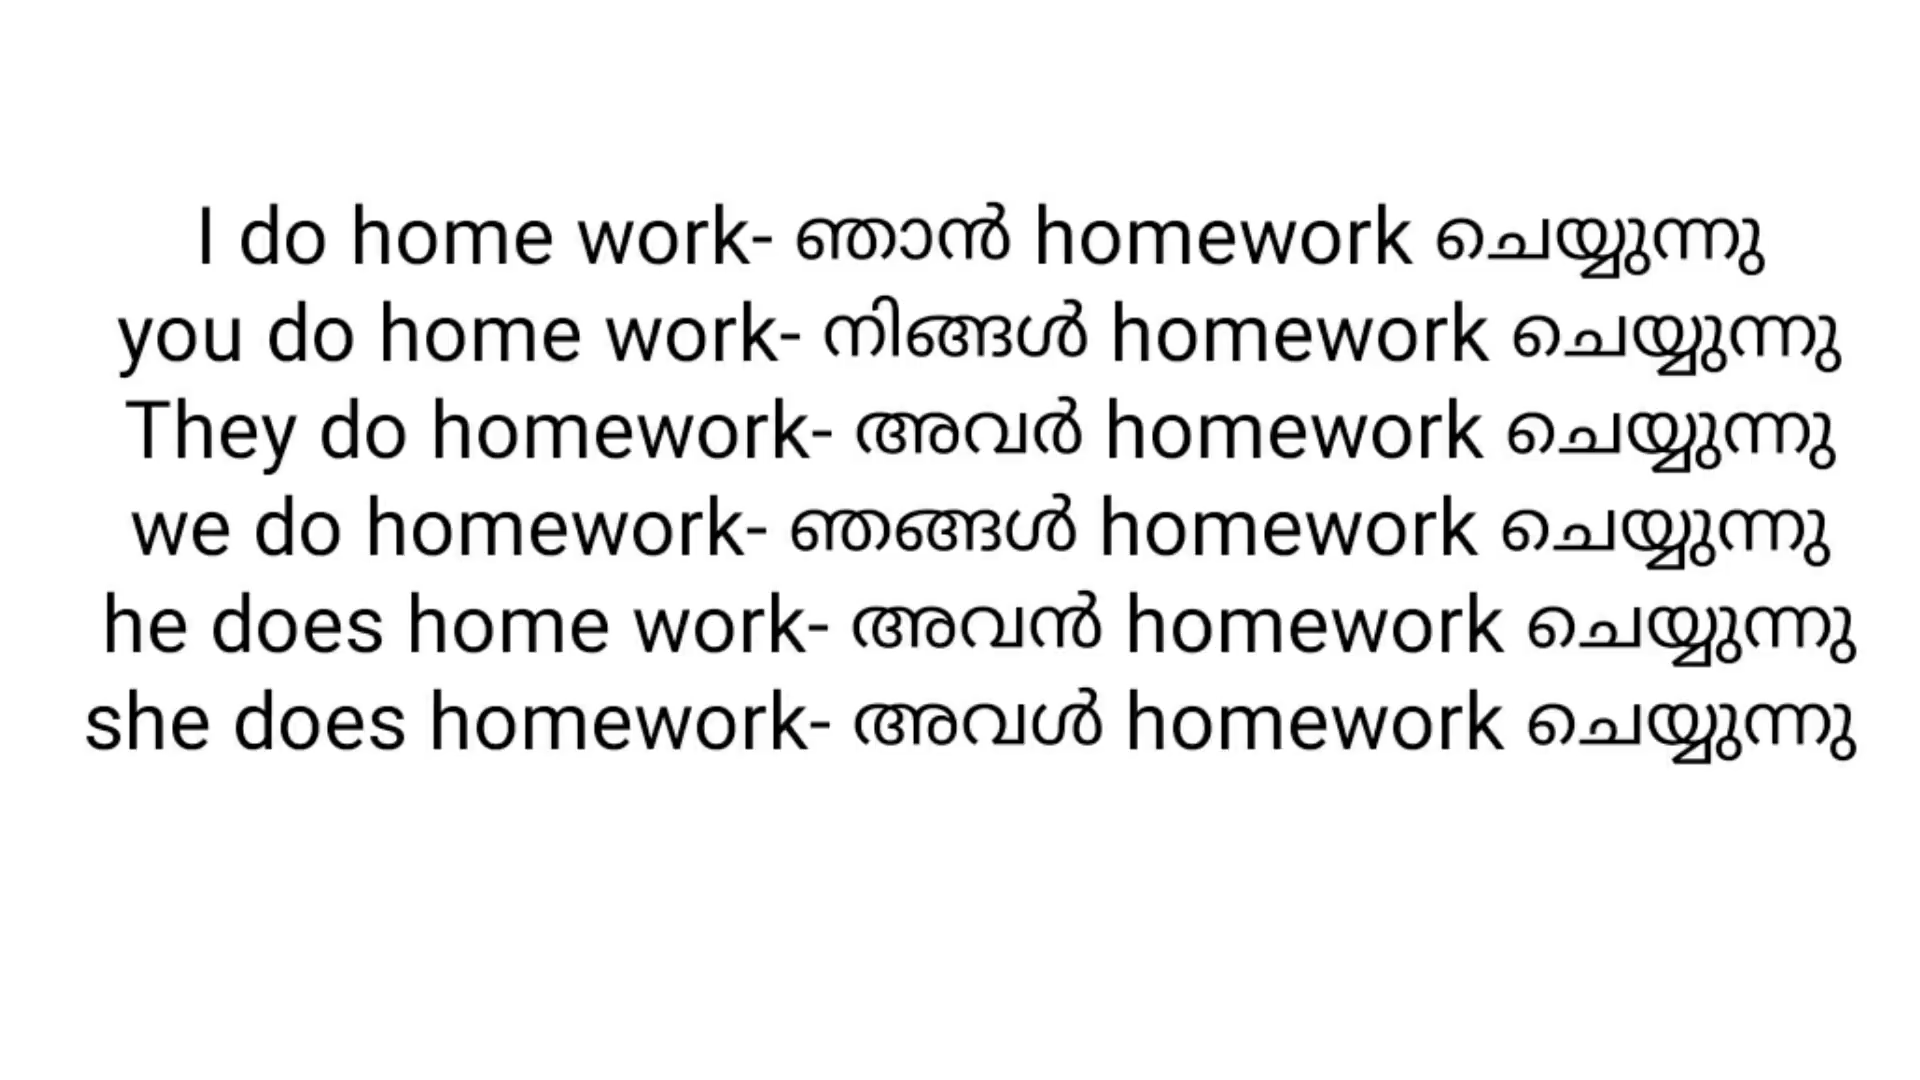 I do home work- ഞാൻ homework ചെയ്യുന്നു
you do home work- നിങ്ങൾ homework ചെയ്യുന്നു
They do homework- അവർ homework ചെയ്യുന്നു
we do homework- ഞങ്ങൾ homework ചെയ്യുന്നു
he does home work- അവൻ homework ചെയ്യുന്നു
she does homework- അവൾ homework ചെയ്യുന്നു